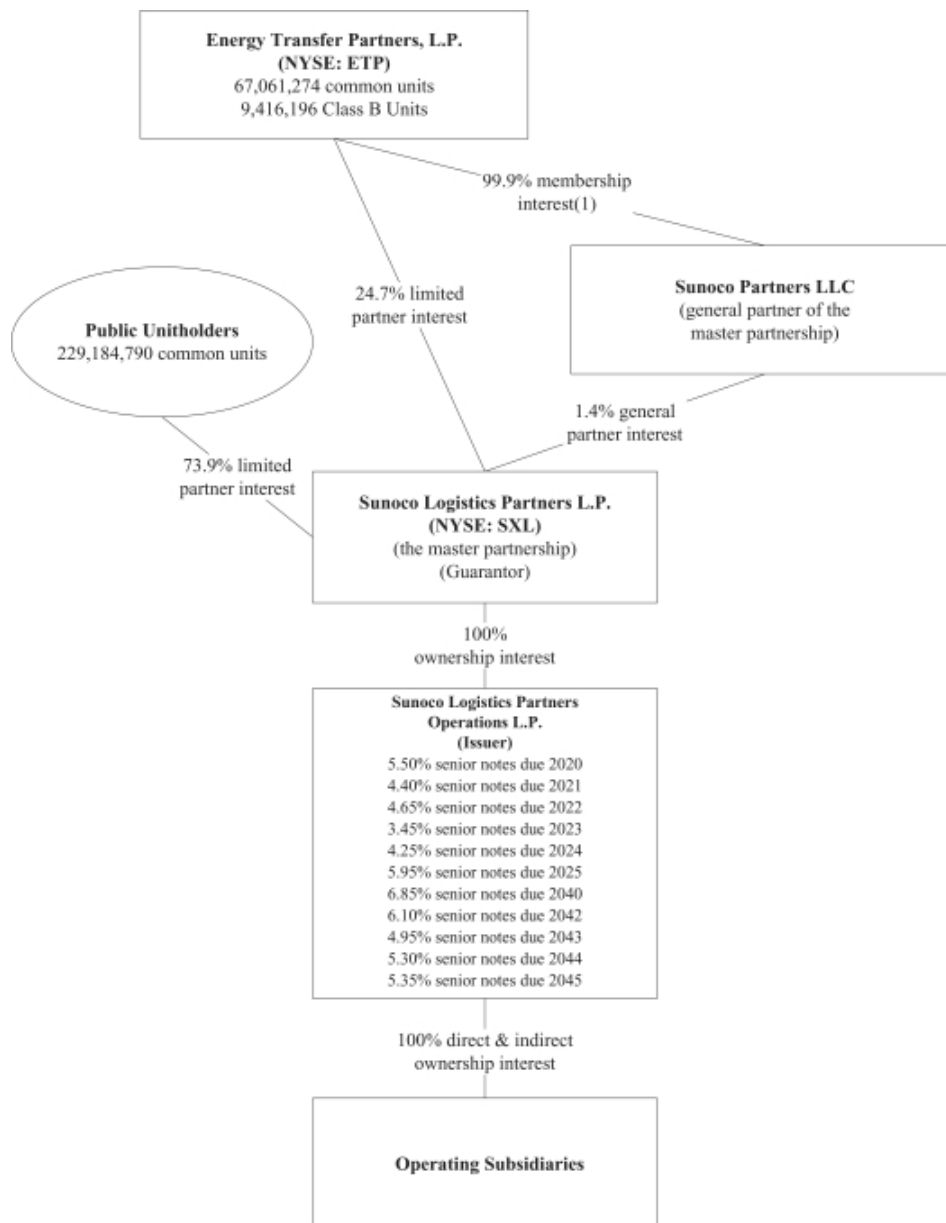 Energy Transfer Partners, L.P.
(NYSE: ETP)
67,061,274 common units
9,416,196 Class B Units
99.9% membership
interest(1)
Sunoco Partners LLC
(general partner of the
master partnership)
24.7% limited
partner interest
Public Unitholders
229,184,790 common units
1.4% general
partner interest
73.9% limited
partner interest
Sunoco Logistics Partners L.P.
(NYSE: SXL)
(the master partnership)
(Guarantor)
100%
ownership interest
Sunoco Logistics Partners
Operations L.P.
(Issuer)
5.50% senior notes due 2020
4.40% senior notes due 2021
4.65% senior notes due 2022
3.45% senior notes due 2023
4.25% senior notes due 2024
5.95% senior notes due 2025
6.85% senior notes due 2040
6.10% senior notes due 2042
4.95% senior notes due 2043
5.30% senior notes due 2044
5.35% senior notes due 2045
100% direct & indirect
ownership interest
Operating Subsidiaries